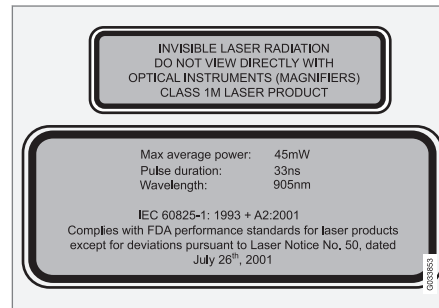 INVISIBLE LASER RADIATION
DO NOT VIEW DIRECTLY WITH
OPTICAL INSTRUMENTS (MAGNIFIERS)
CLASS 1M LASER PRODUCT
Max average power: 45mW
Pulse duration: 33ns
Wavelength: 905nm
IEC 60825-1: 1993 + A2:2001
Complies with FDA performance standards for laser products
except for deviations pursuant to Laser Notice No. 50, dated
July 26th, 2001
G033853